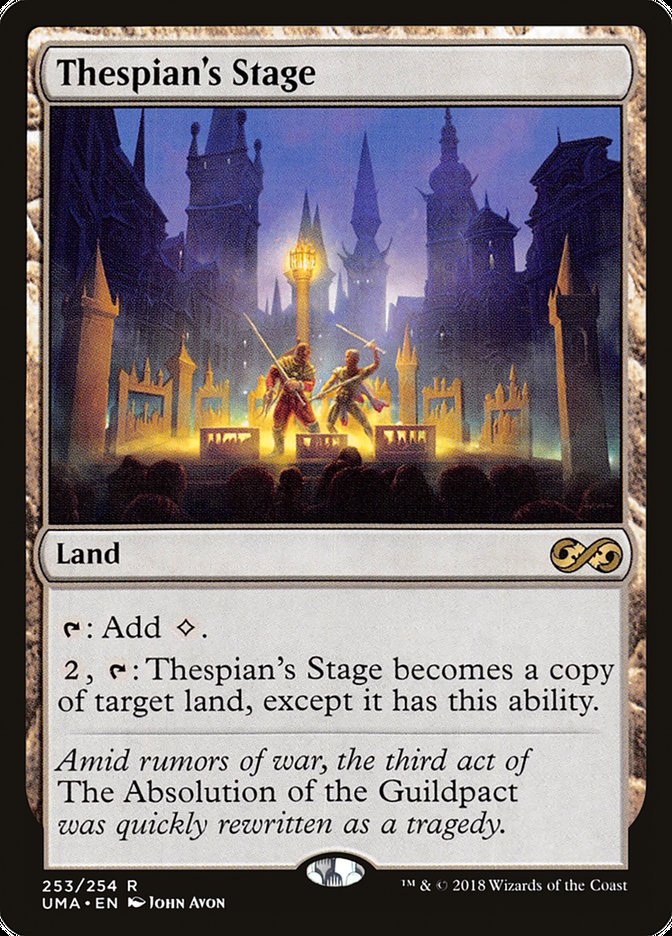 Thespian's Stage
Land
: Add .
2, : Thespian's Stage becomes a copy
of target land, except it has this ability.
Amid rumors of war, the third act of
The Absolution of the Guildpact
was quickly rewritten as a tragedy.
253/254 R
™ & © 2018 Wizards of the Coast
UMA • EN John Avon